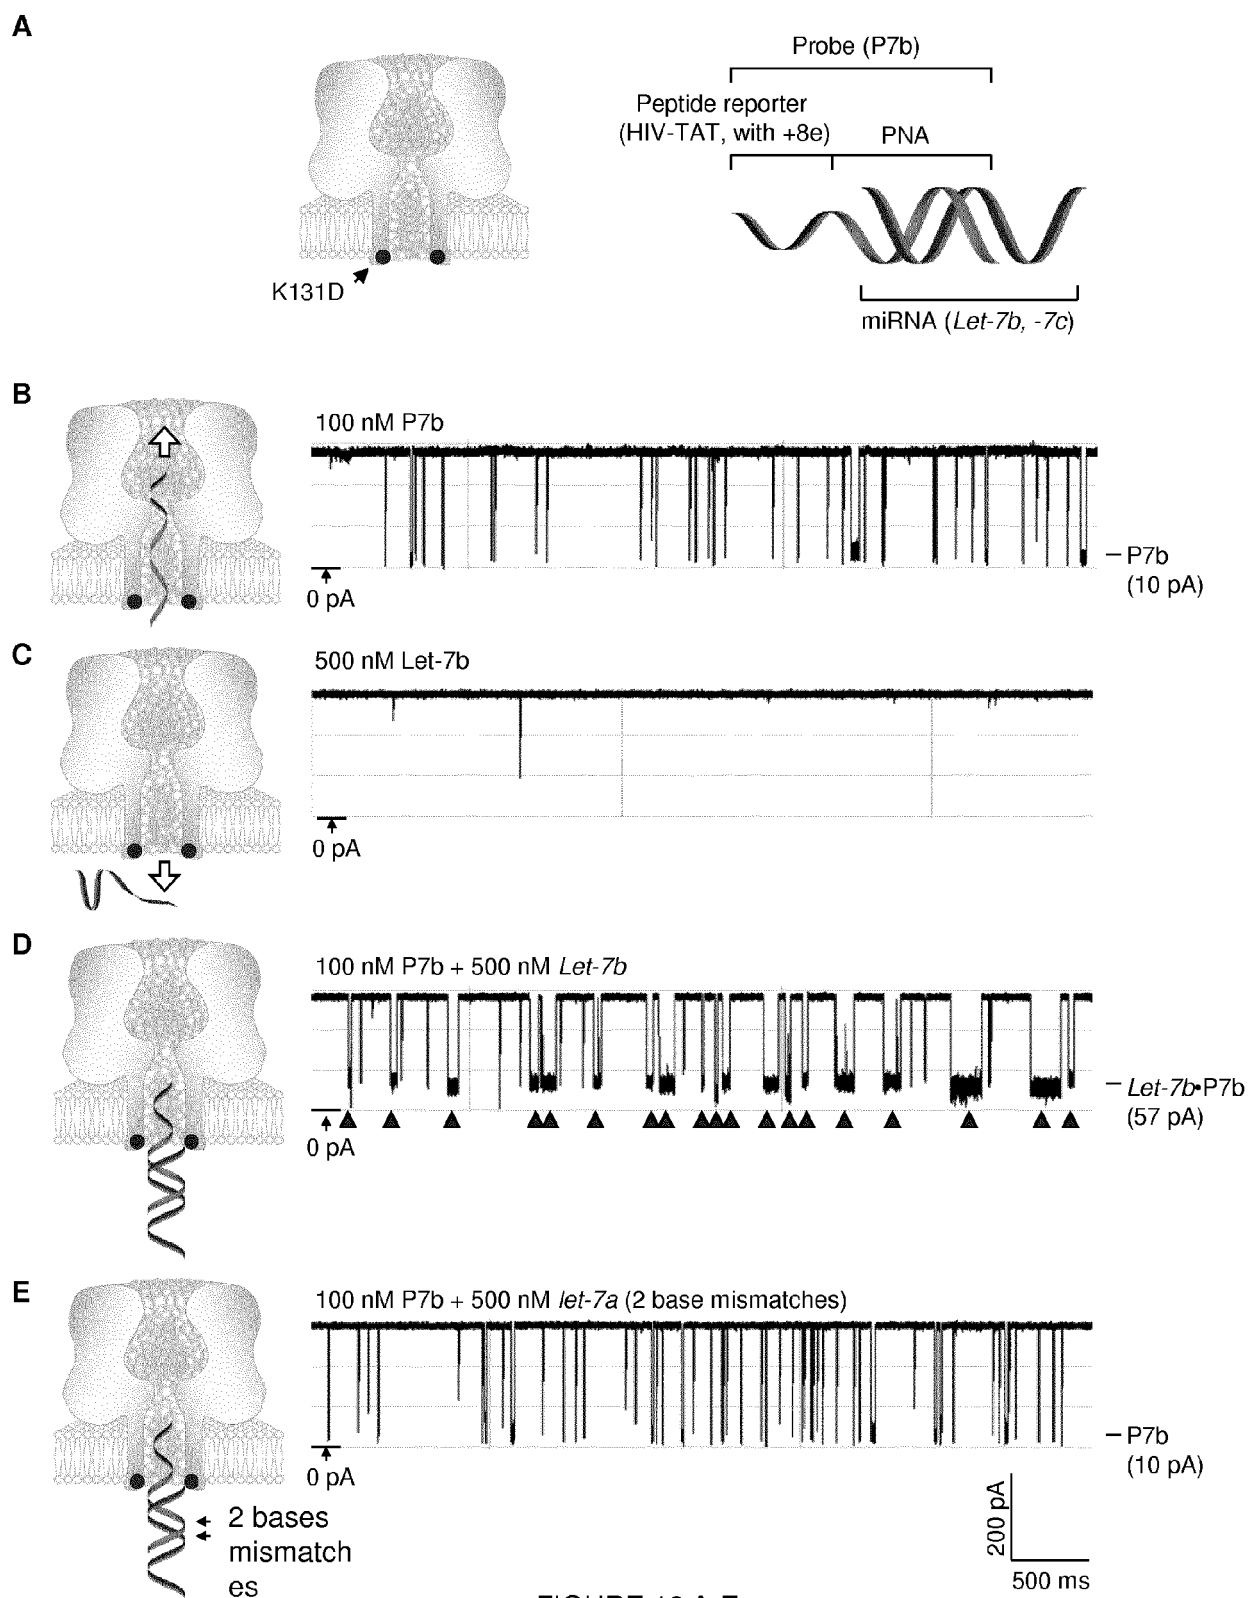 A
Probe (P7b)
Peptide reporter
(HIV-TAT, with +8e)
PNA
K131D
miRNA (Let-7b, -7c)
B
100 nM P7b
P7b
(10 pA)
0 pA
C
500 nM Let-7b
0 pA
D
100 nM P7b + 500 nM Let-7b
Let-7b•P7b
(57 pA)
0 pA
E
100 nM P7b + 500 nM let-7a (2 base mismatches)
P7b
(10 pA)
0 pA
2 bases
mismatch
es
200 pA
500 ms